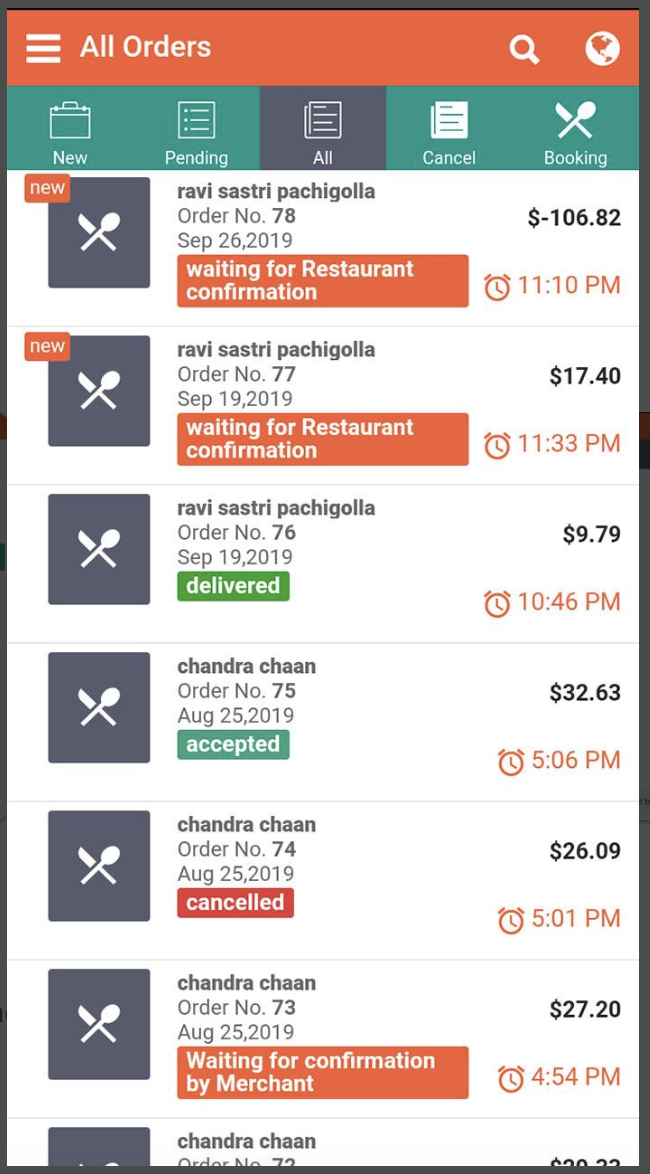 All Orders
New Pending All Cancel Booking
new
ravi sastri pachigolla
Order No. 78
$-106.82
Sep 26,2019
waiting for Restaurant
confirmation
11:10 PM
new
ravi sastri pachigolla
Order No. 77
$17.40
Sep 19,2019
waiting for Restaurant
confirmation
11:33 PM
ravi sastri pachigolla
Order No. 76
$9.79
Sep 19,2019
delivered
10:46 PM
chandra chaan
Order No. 75
$32.63
Aug 25,2019
accepted
5:06 PM
chandra chaan
Order No. 74
$26.09
Aug 25,2019
cancelled
5:01 PM
chandra chaan
Order No. 73
$27.20
Aug 25,2019
Waiting for confirmation
by Merchant
4:54 PM
chandra chaan
Order No. 72